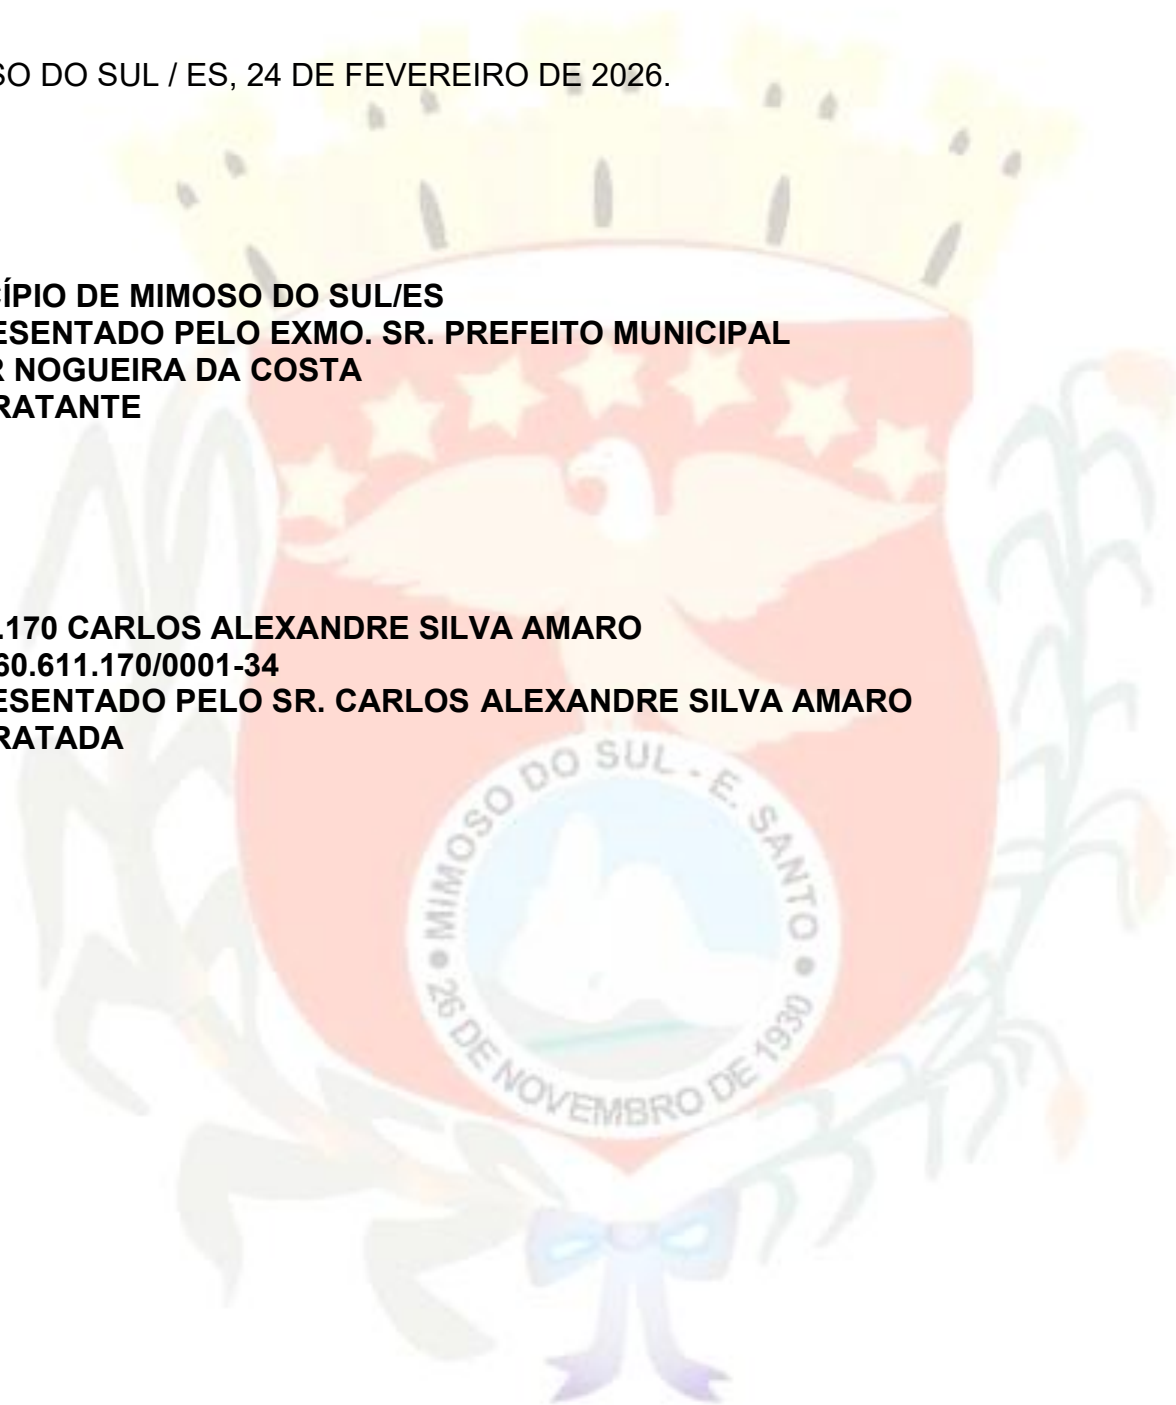 SO DO SUL / ES, 24 DE FEVEREIRO DE 2026.
CÍPIO DE MIMOSO DO SUL/ES
ESENTADO PELO EXMO. SR. PREFEITO MUNICIPAL
R NOGUEIRA DA COSTA
RATANTE
.170 CARLOS ALEXANDRE SILVA AMARO
60.611.170/0001-34
ESENTADO PELO SR. CARLOS ALEXANDRE SILVA AMARO
RATADA
MIMOSO DO SUL - E. SANTO
26 DE NOVEMBRO DE 1930